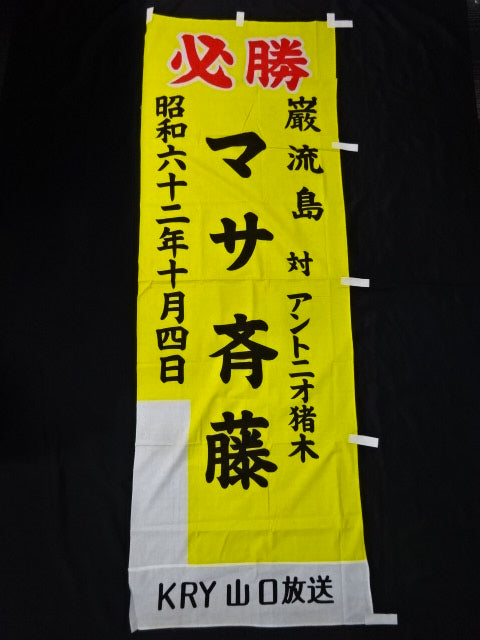 必勝
巌流島 対 アントニオ猪木
マサ斉藤
昭和六十二年十月四日
KRY山口放送